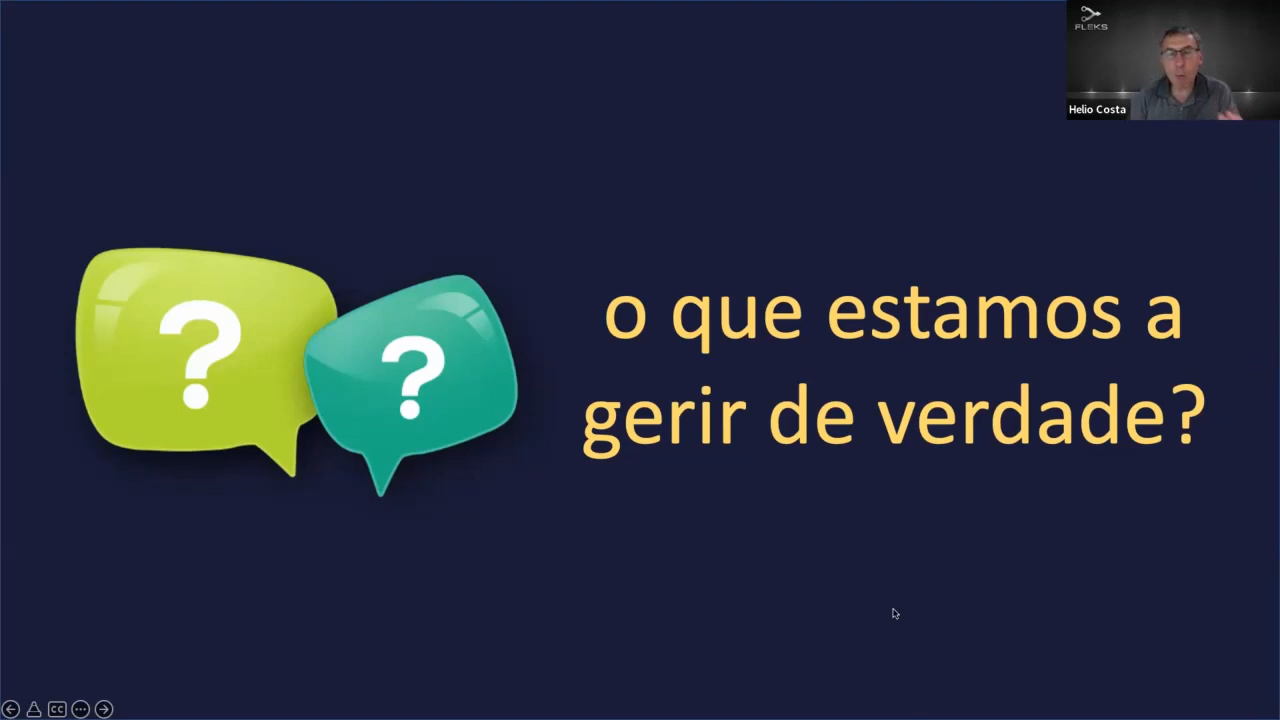 FLEKS
Helio Costa
? ?
o que estamos a
gerir de verdade?
CC